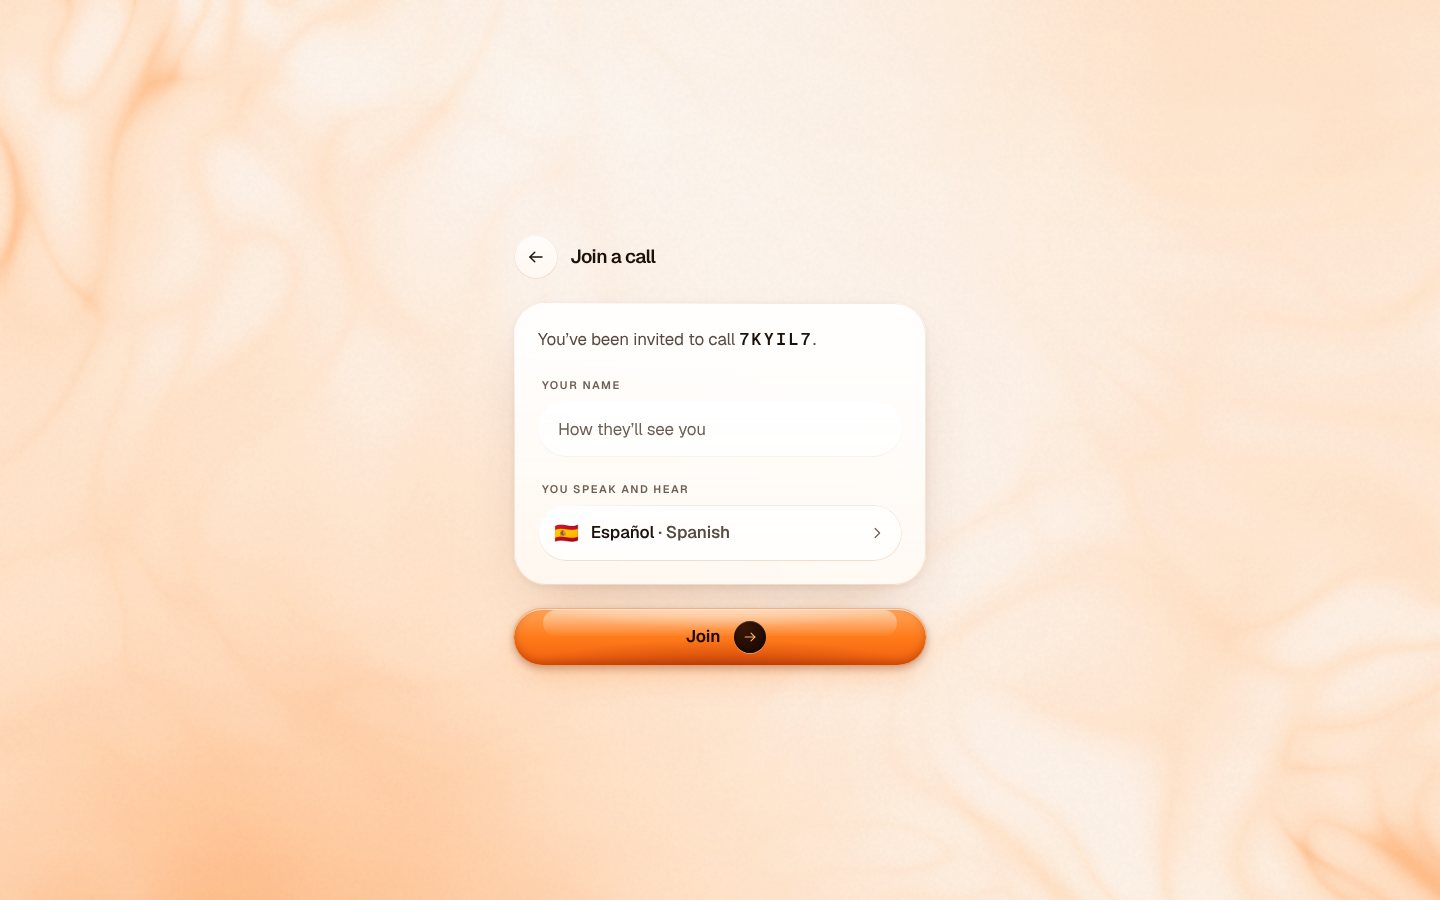 Join a call
You’ve been invited to call 7KYIL7.
YOUR NAME
How they’ll see you
YOU SPEAK AND HEAR
Español · Spanish
Join